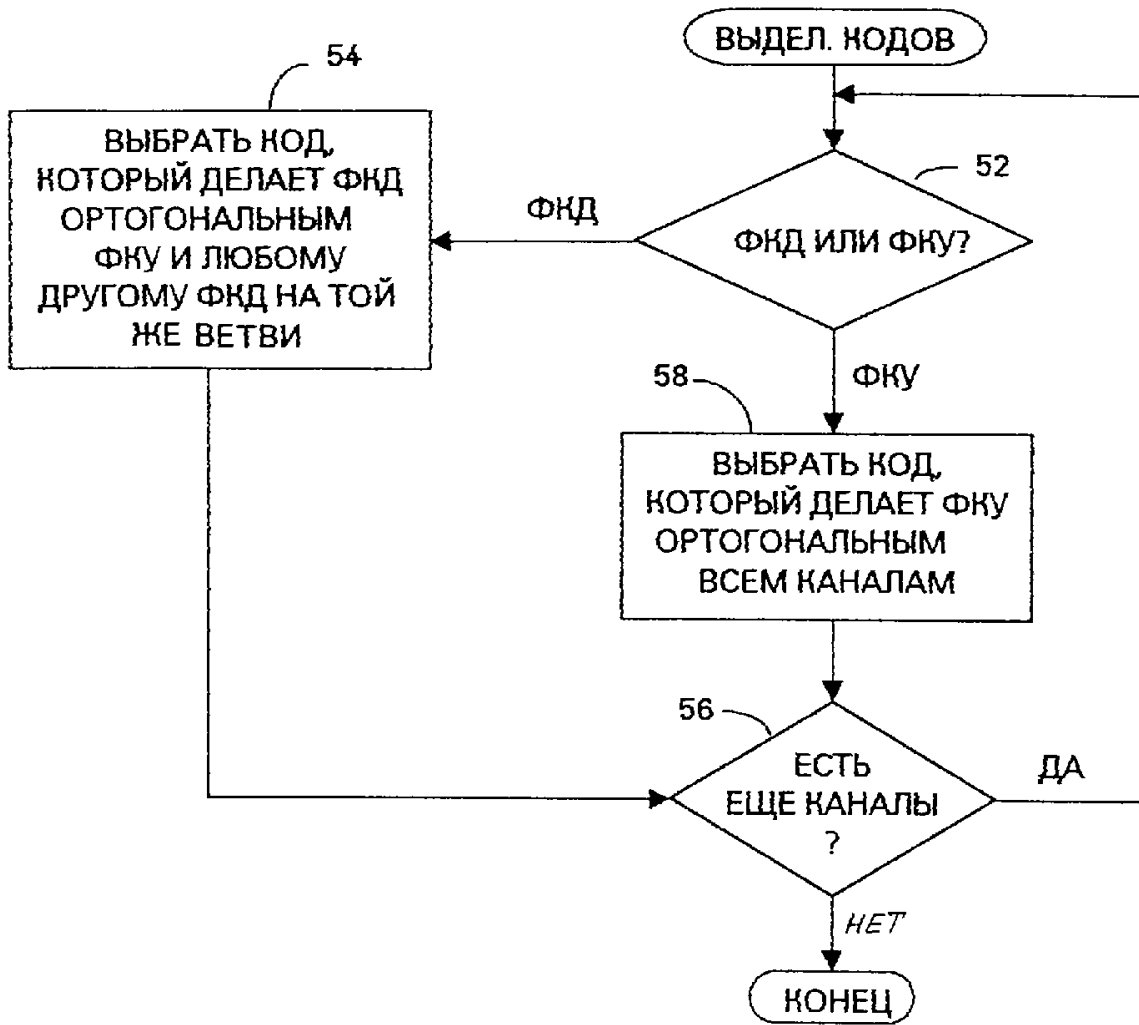 ВЫДЕЛ. КОДОВ
54
ВЫБРАТЬ КОД,
КОТОРЫЙ ДЕЛАЕТ ФКД
ОРТОГОНАЛЬНЫМ
ФКУ И ЛЮБОМУ
ДРУГОМУ ФКД НА ТОЙ
ЖЕ ВЕТВИ
52
ФКД
ФКД ИЛИ ФКУ?
ФКУ
58
ВЫБРАТЬ КОД,
КОТОРЫЙ ДЕЛАЕТ ФКУ
ОРТОГОНАЛЬНЫМ
ВСЕМ КАНАЛАМ
56
ЕСТЬ
ЕЩЕ КАНАЛЫ
?
ДА
НЕТ
КОНЕЦ